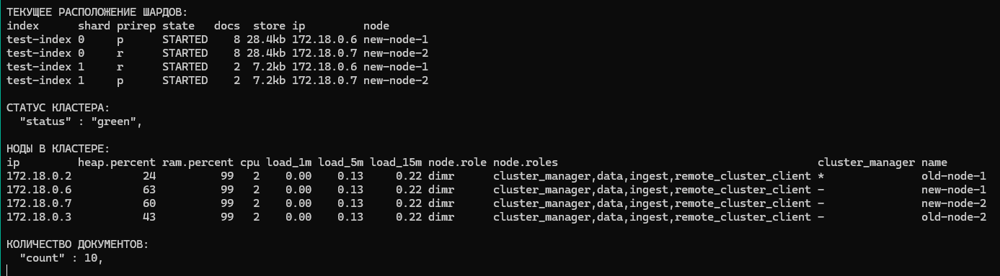 ТЕКУЩЕЕ РАСПОЛОЖЕНИЕ ШАРДОВ:
index      shard prirep state   docs  store ip         node
test-index 0     p      STARTED    8 28.4kb 172.18.0.6 new-node-1
test-index 0     r      STARTED    8 28.4kb 172.18.0.7 new-node-2
test-index 1     r      STARTED    2  7.2kb 172.18.0.6 new-node-1
test-index 1     p      STARTED    2  7.2kb 172.18.0.7 new-node-2
СТАТУС КЛАСТЕРА:
  "status" : "green",
НОДЫ В КЛАСТЕРЕ:
ip         heap.percent ram.percent cpu load_1m load_5m load_15m node.role node.roles                                        cluster_manager name
172.18.0.2           24          99   2    0.00    0.13     0.22 dimr      cluster_manager,data,ingest,remote_cluster_client *               old-node-1
172.18.0.6           63          99   2    0.00    0.13     0.22 dimr      cluster_manager,data,ingest,remote_cluster_client -               new-node-1
172.18.0.7           60          99   2    0.00    0.13     0.22 dimr      cluster_manager,data,ingest,remote_cluster_client -               new-node-2
172.18.0.3           43          99   2    0.00    0.13     0.22 dimr      cluster_manager,data,ingest,remote_cluster_client -               old-node-2
КОЛИЧЕСТВО ДОКУМЕНТОВ:
  "count" : 10,